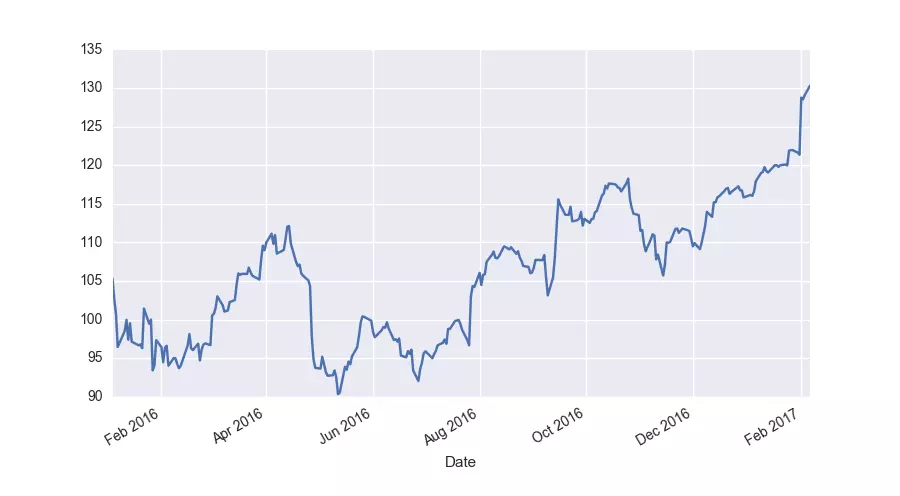 135
130
125
120
115
110
105
100
95
90
Feb 2016
Apr 2016
Jun 2016
Aug 2016
Oct 2016
Dec 2016
Feb 2017
Date